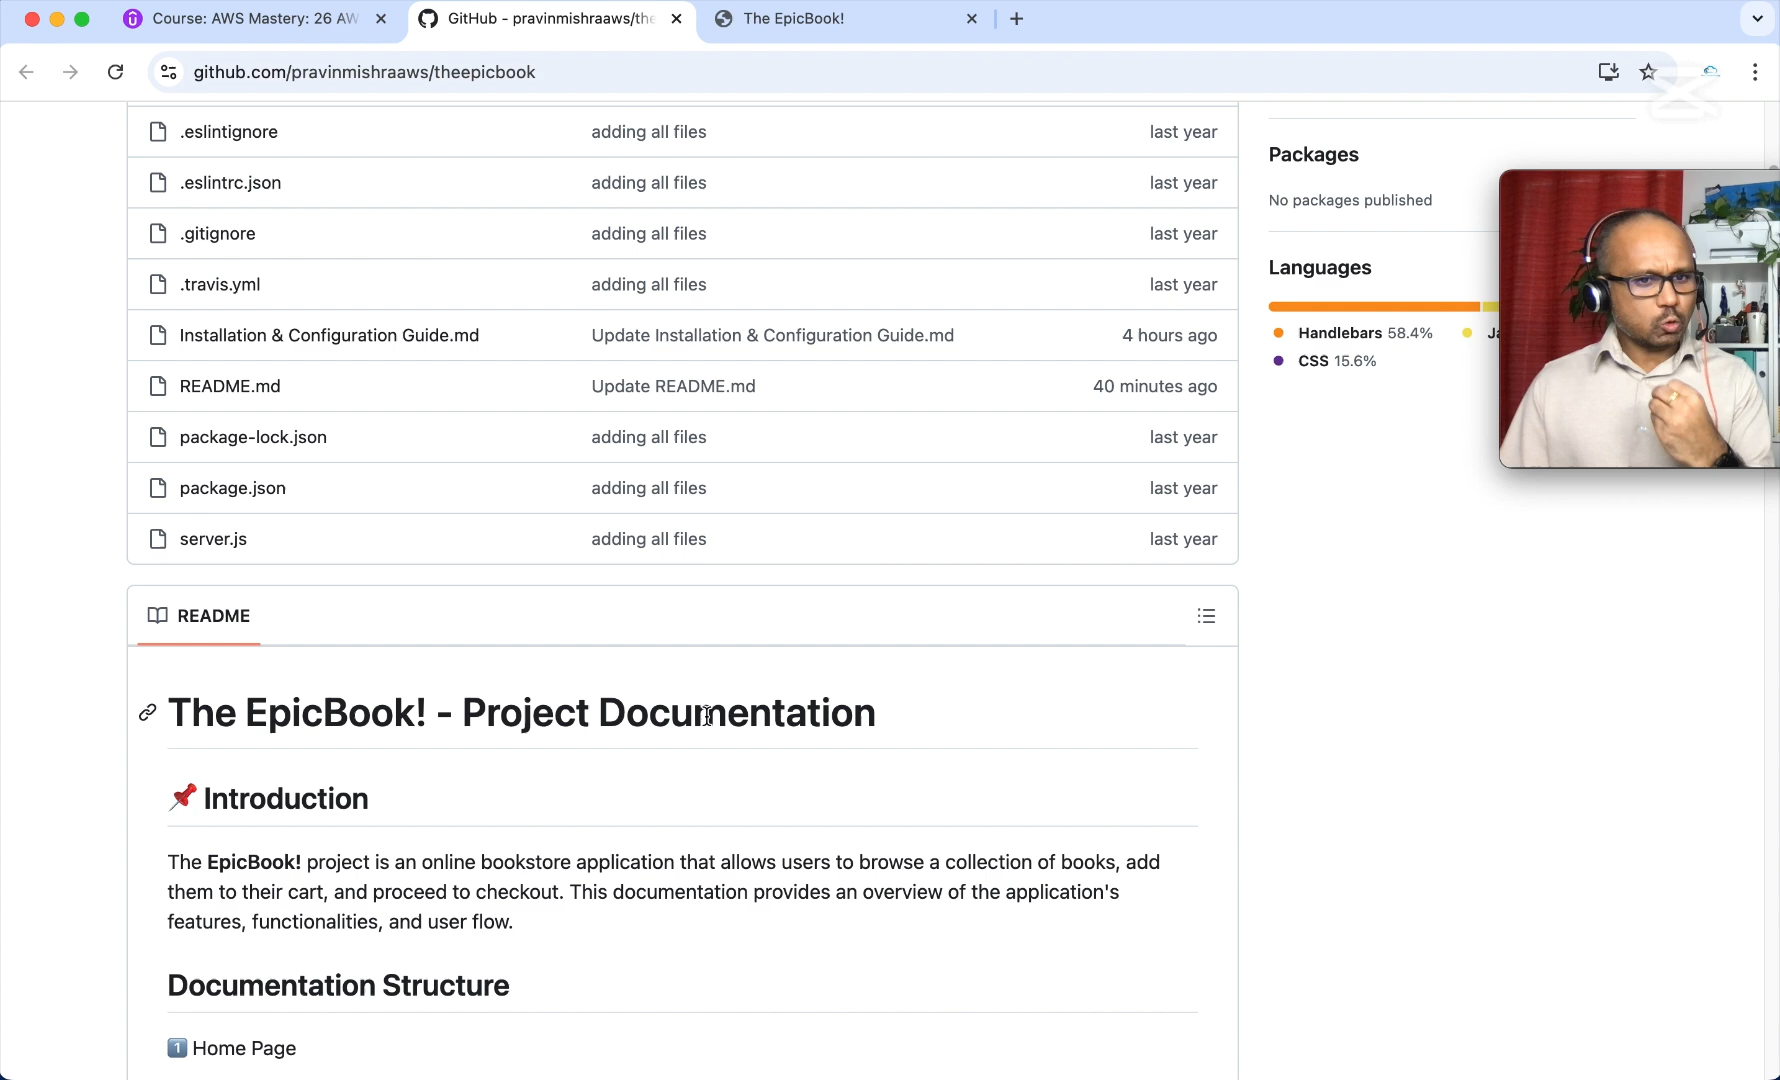 Course: AWS Mastery: 26 AW
GitHub - pravinmishraaws/the
The EpicBook!
github.com/pravinmishraaws/theepicbook
.eslintignore adding all files last year
.eslintrc.json adding all files last year
.gitignore adding all files last year
.travis.yml adding all files last year
Installation & Configuration Guide.md Update Installation & Configuration Guide.md 4 hours ago
README.md Update README.md 40 minutes ago
package-lock.json adding all files last year
package.json adding all files last year
server.js adding all files last year
README
The EpicBook! - Project Documentation
📌 Introduction
The EpicBook! project is an online bookstore application that allows users to browse a collection of books, add
them to their cart, and proceed to checkout. This documentation provides an overview of the application's
features, functionalities, and user flow.
Documentation Structure
1️⃣ Home Page
Packages
No packages published
Languages
Handlebars 58.4% Ja
CSS 15.6%